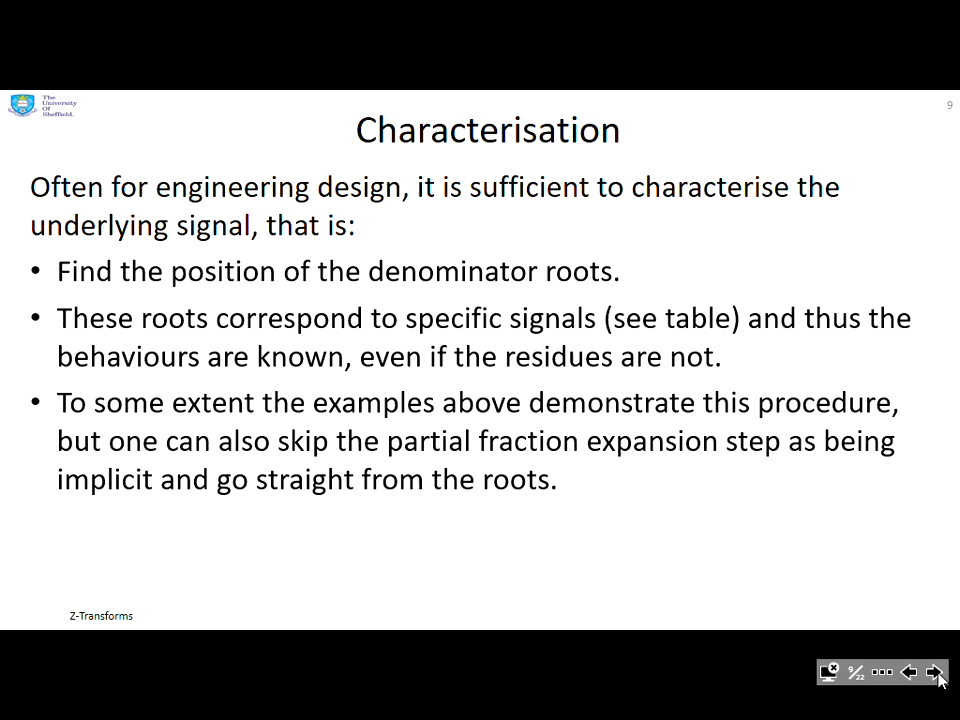 The
University
Of
Sheffield.
9
Characterisation
Often for engineering design, it is sufficient to characterise the
underlying signal, that is:
• Find the position of the denominator roots.
• These roots correspond to specific signals (see table) and thus the
behaviours are known, even if the residues are not.
• To some extent the examples above demonstrate this procedure,
but one can also skip the partial fraction expansion step as being
implicit and go straight from the roots.
Z-Transforms
9/22